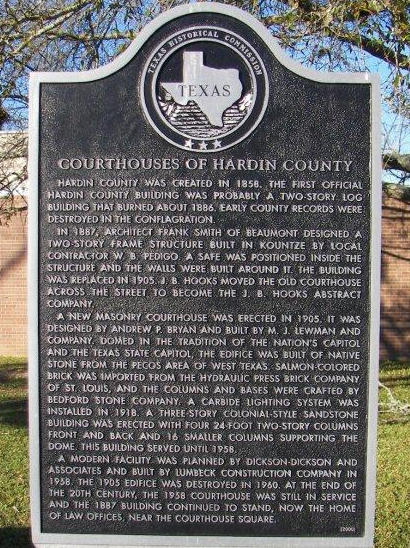 TEXAS HISTORICAL COMMISSION
TEXAS
COURTHOUSES OF HARDIN COUNTY
HARDIN COUNTY WAS CREATED IN 1858. THE FIRST OFFICIAL
HARDIN COUNTY BUILDING WAS PROBABLY A TWO-STORY LOG
BUILDING THAT BURNED ABOUT 1886. EARLY COUNTY RECORDS WERE
DESTROYED IN THE CONFLAGRATION.
IN 1887, ARCHITECT FRANK SMITH OF BEAUMONT DESIGNED A
TWO-STORY FRAME STRUCTURE BUILT IN KOUNTZE BY LOCAL
CONTRACTOR W. B. PEDIGO. A SAFE WAS POSITIONED INSIDE THE
STRUCTURE AND THE WALLS WERE BUILT AROUND IT. THE BUILDING
WAS REPLACED IN 1905. J. B. HOOKS MOVED THE OLD COURTHOUSE
ACROSS THE STREET TO BECOME THE J. B. HOOKS ABSTRACT
COMPANY.
A NEW MASONRY COURTHOUSE WAS ERECTED IN 1905. IT WAS
DESIGNED BY ANDREW P. BRYAN AND BUILT BY M. J. LEWMAN AND
COMPANY. DOMED IN THE TRADITION OF THE NATION'S CAPITOL
AND THE TEXAS STATE CAPITOL, THE EDIFICE WAS BUILT OF NATIVE
STONE FROM THE PECOS AREA OF WEST TEXAS. SALMON-COLORED
BRICK WAS IMPORTED FROM THE HYDRAULIC PRESS BRICK COMPANY
OF ST. LOUIS, AND THE COLUMNS AND BASES WERE CRAFTED BY
BEDFORD STONE COMPANY. A CARBIDE LIGHTING SYSTEM WAS
INSTALLED IN 1918. A THREE-STORY COLONIAL-STYLE SANDSTONE
BUILDING WAS ERECTED WITH FOUR 24-FOOT TWO-STORY COLUMNS
FRONT AND BACK AND 16 SMALLER COLUMNS SUPPORTING THE
DOME. THIS BUILDING SERVED UNTIL 1958.
A MODERN FACILITY WAS PLANNED BY DICKSON-DICKSON AND
ASSOCIATES AND BUILT BY LUMBECK CONSTRUCTION COMPANY IN
1958. THE 1905 EDIFICE WAS DESTROYED IN 1960. AT THE END OF
THE 20TH CENTURY, THE 1958 COURTHOUSE WAS STILL IN SERVICE
AND THE 1887 BUILDING CONTINUED TO STAND, NOW THE HOME
OF LAW OFFICES, NEAR THE COURTHOUSE SQUARE.
(2000)